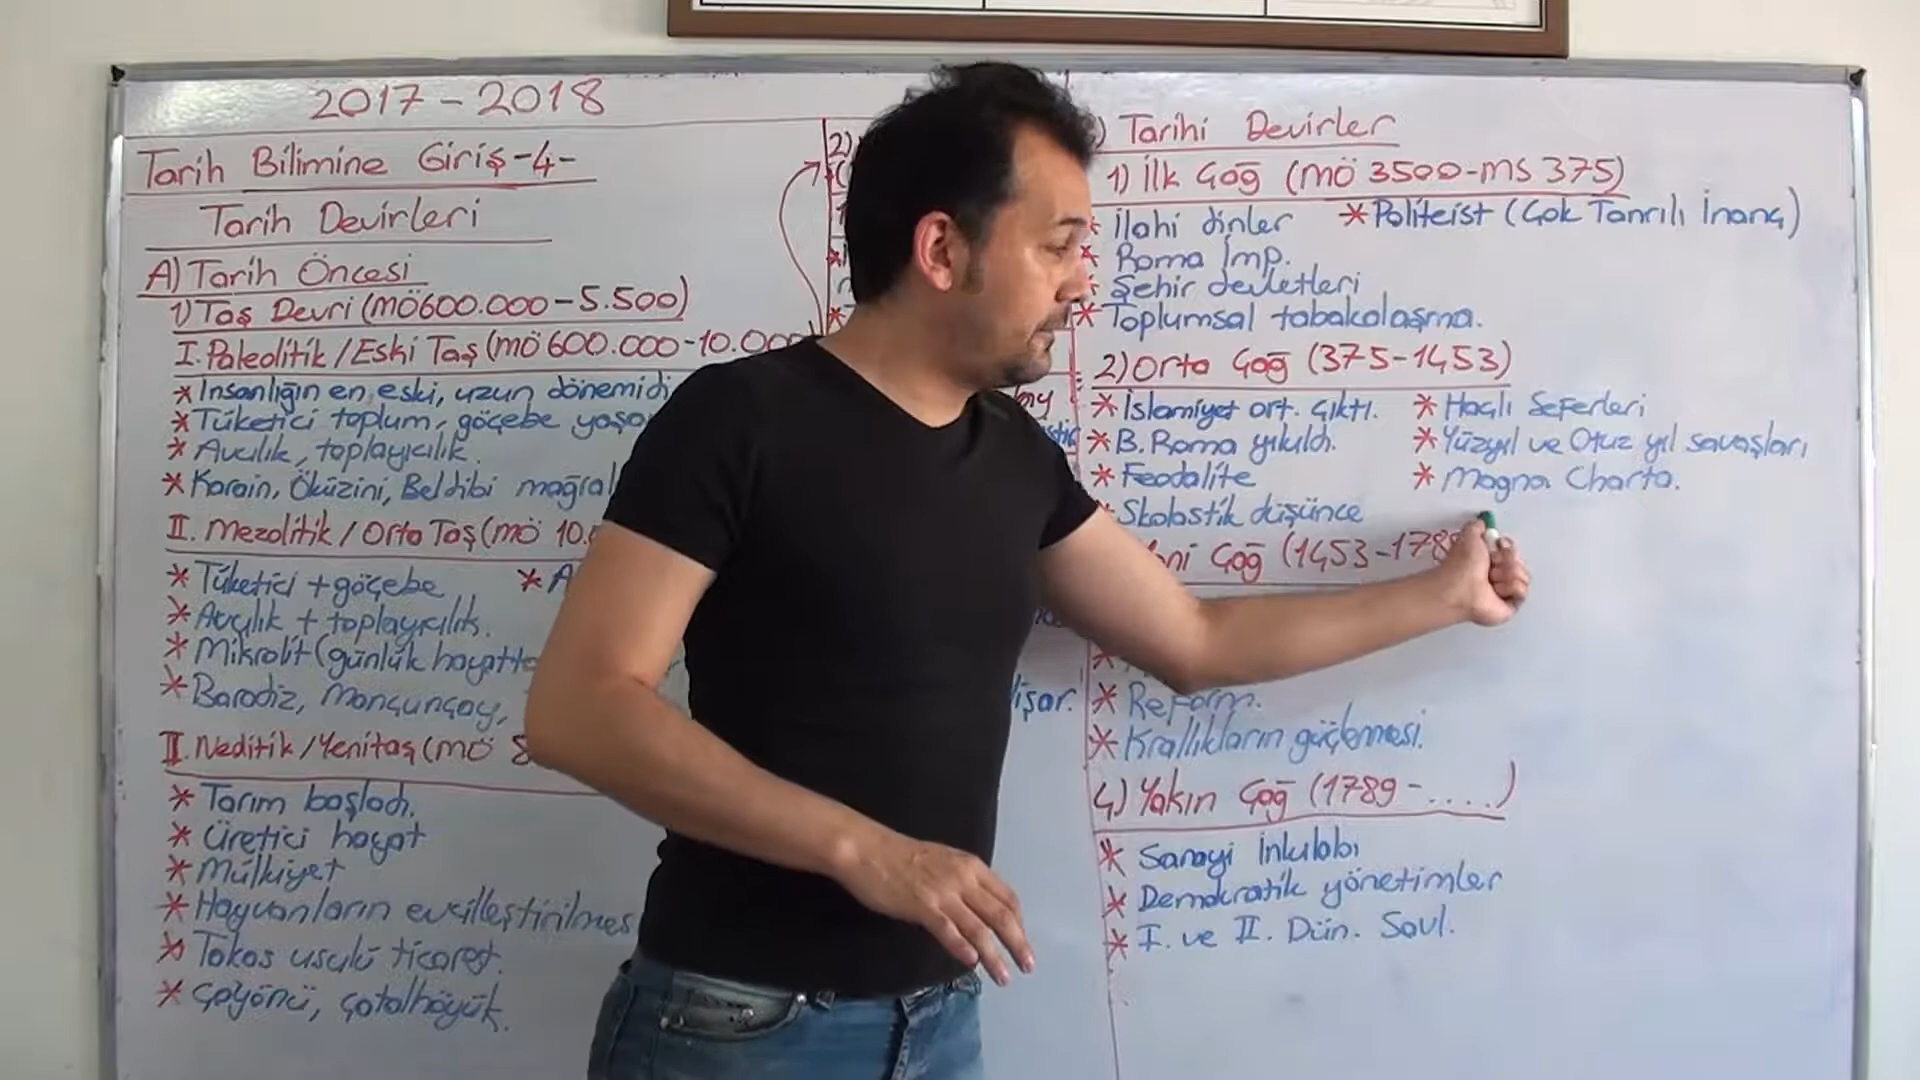 2017-2018
Tarih Bilimine Giriş-4-
Tarih Devirleri
A) Tarih Öncesi
1) Taş Devri (MÖ 600.000-5.500)
I. Paleolitik / Eski Taş (MÖ 600.000-10.000
* İnsanlığın en eski, uzun dönemidi
* Tüketici toplum, göçebe yaşa
* Avcılık, toplayıcılık.
* Karain, Öküzini, Beldibi mağral
II. Mezolitik / Orta Taş (MÖ 10.
* Tüketici + göçebe * A
* Avcılık + toplayıcılık.
* Mikrolit (günlük hayatta
* Baradiz,
II. Neolitik / Yenitaş (MÖ 8
* Tarım başladı.
* Üretici hayat
* Mülkiyet
* Hayvanların evcilleştirilmes
* Takas usulü ticaret.
* Çayönü, Çatalhöyük.
2)
) Tarihi Devirler
1) İlk Çağ (MÖ 3500-MS 375)
* İlahi dinler * Politeist (Çok Tanrılı İnanç)
* Roma İmp.
* Şehir devletleri
* Toplumsal tabakalaşma.
2) Orta Çağ (375-1453)
* İslamiyet ort. çıktı. * Haçlı Seferleri
* B. Roma yıkıldı. * Yüzyıl ve Otuz yıl savaşları
* Feodalite * Magna Charta.
* Skolastik düşünce
ni Çağ (1453-178
* Reform.
* Krallıkların güçlenmesi.
4) Yakın Çağ (1789-....)
* Sanayi İnkılabı
* Demokratik yönetimler
* I. ve II. Dün. Savl.